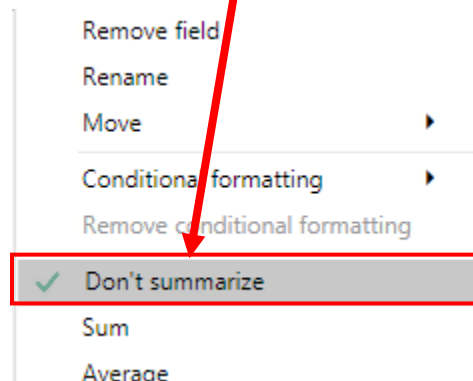 Remove field
Rename
Move
Conditional formatting
Remove conditional formatting
Don't summarize
Sum
Average